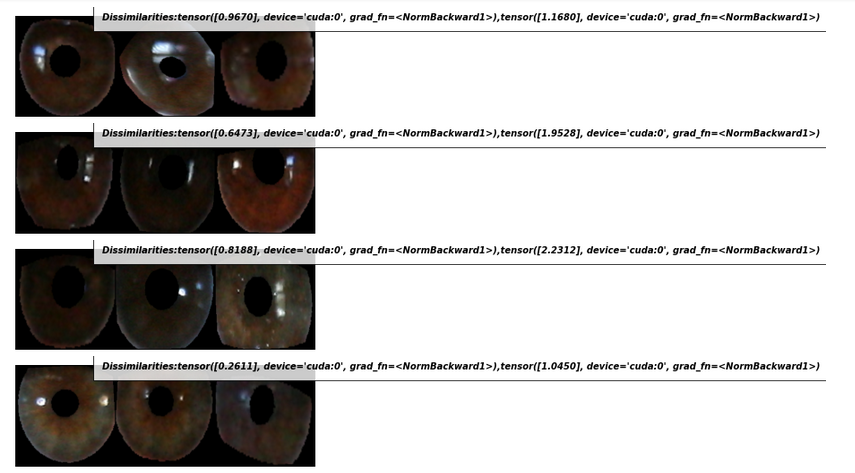 Dissimilarities:tensor([0.9670], device='cuda:0', grad_fn=<NormBackward1>),tensor([1.1680], device='cuda:0', grad_fn=<NormBackward1>)
Dissimilarities:tensor([0.6473], device='cuda:0', grad_fn=<NormBackward1>),tensor([1.9528], device='cuda:0', grad_fn=<NormBackward1>)
Dissimilarities:tensor([0.8188], device='cuda:0', grad_fn=<NormBackward1>),tensor([2.2312], device='cuda:0', grad_fn=<NormBackward1>)
Dissimilarities:tensor([0.2611], device='cuda:0', grad_fn=<NormBackward1>),tensor([1.0450], device='cuda:0', grad_fn=<NormBackward1>)